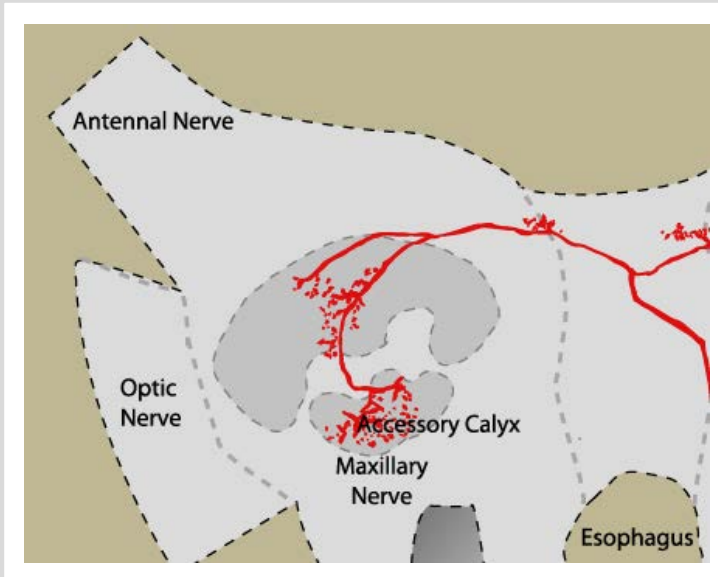 Antennal Nerve
Optic
Nerve
Accessory Calyx
Maxillary
Nerve
Esophagus